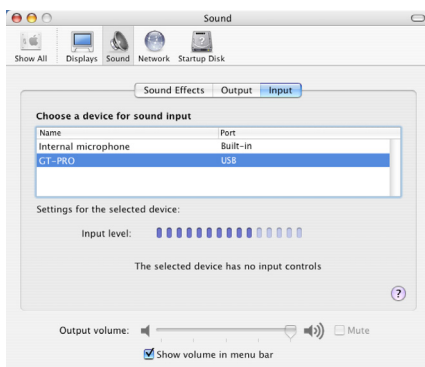 Sound
Show All Displays Sound Network Startup Disk
Sound Effects Output Input
Choose a device for sound input
Name Port
Internal microphone Built-in
GT-PRO USB
Settings for the selected device:
Input level:
The selected device has no input controls
?
Output volume: Mute
Show volume in menu bar